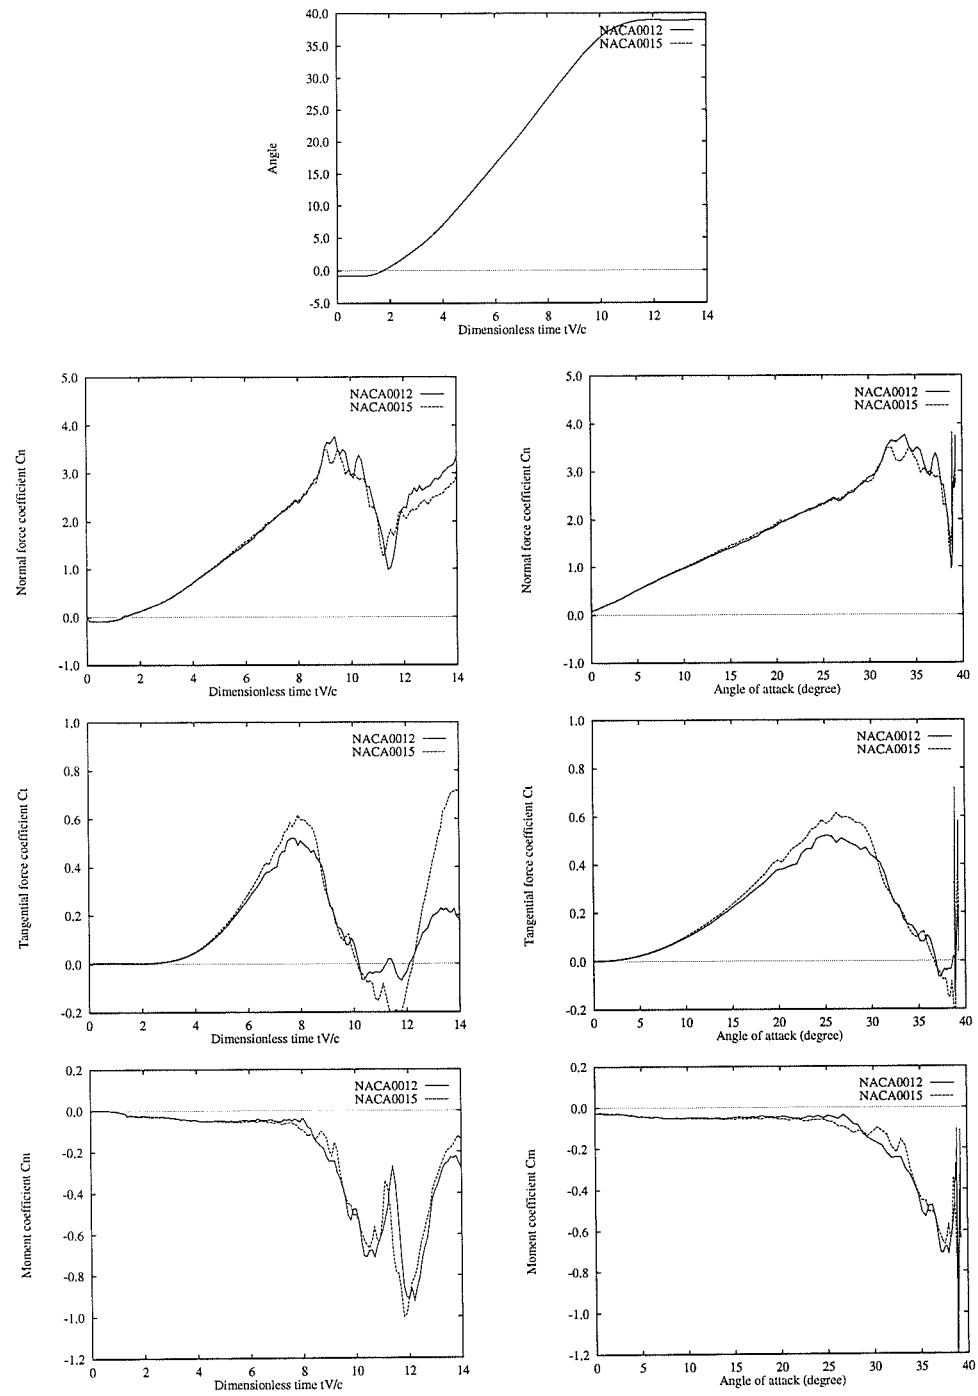 40.0
35.0
30.0
25.0
20.0
15.0
10.0
5.0
0.0
-5.0
Angle
NACA0012
NACA0015
0 2 4 6 8 10 12 14
Dimensionless time tV/c
5.0
4.0
3.0
2.0
1.0
0.0
-1.0
Normal force coefficient Cn
NACA0012
NACA0015
0 2 4 6 8 10 12 14
Dimensionless time tV/c
5.0
4.0
3.0
2.0
1.0
0.0
-1.0
Normal force coefficient Cn
NACA0012
NACA0015
0 5 10 15 20 25 30 35 40
Angle of attack (degree)
1.0
0.8
0.6
0.4
0.2
0.0
-0.2
Tangential force coefficient Ct
NACA0012
NACA0015
0 2 4 6 8 10 12 14
Dimensionless time tV/c
1.0
0.8
0.6
0.4
0.2
0.0
-0.2
Tangential force coefficient Ct
NACA0012
NACA0015
0 5 10 15 20 25 30 35 40
Angle of attack (degree)
0.2
0.0
-0.2
-0.4
-0.6
-0.8
-1.0
-1.2
Moment coefficient Cm
NACA0012
NACA0015
0 2 4 6 8 10 12 14
Dimensionless time tV/c
0.2
0.0
-0.2
-0.4
-0.6
-0.8
-1.0
-1.2
Moment coefficient Cm
NACA0012
NACA0015
0 5 10 15 20 25 30 35 40
Angle of attack (degree)